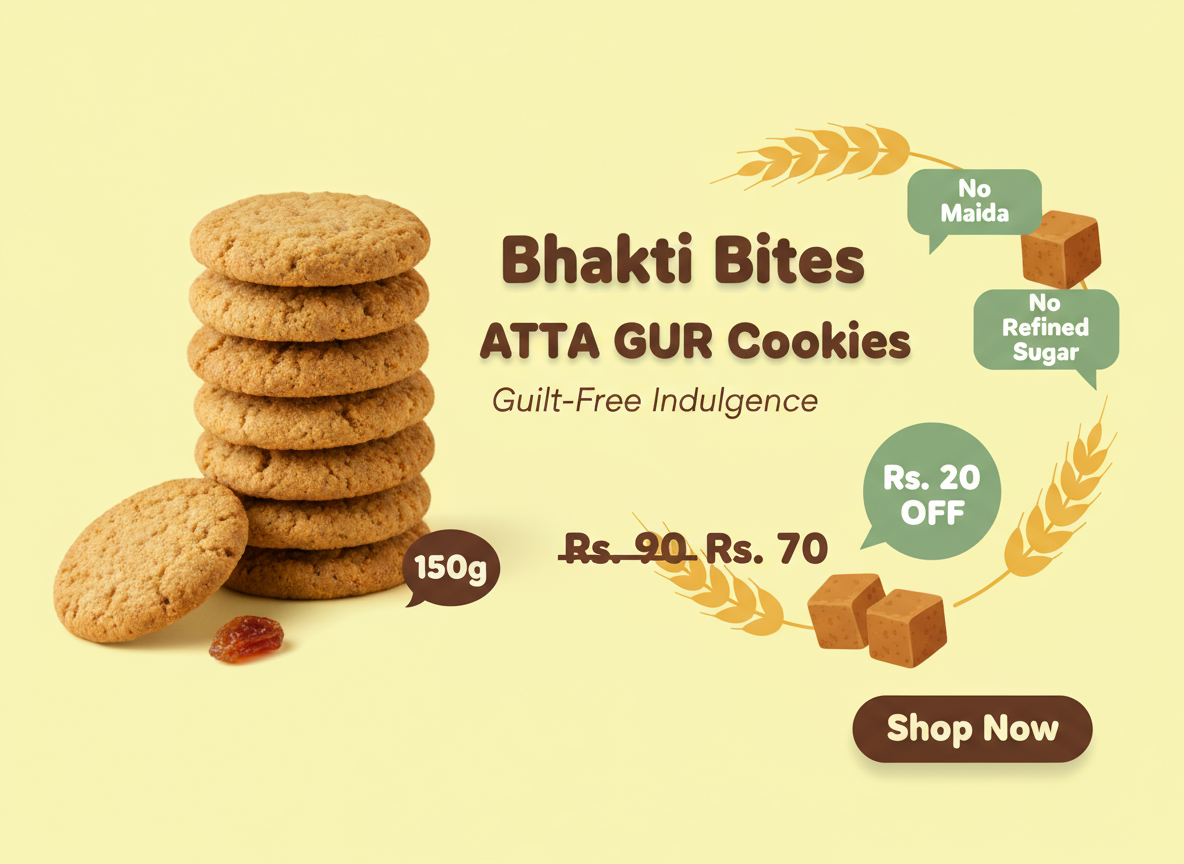 No
Maida
Bhakti Bites
No
Refined
Sugar
ATTA GUR Cookies
Guilt-Free Indulgence
Rs. 20
OFF
Rs. 90 Rs. 70
150g
Shop Now